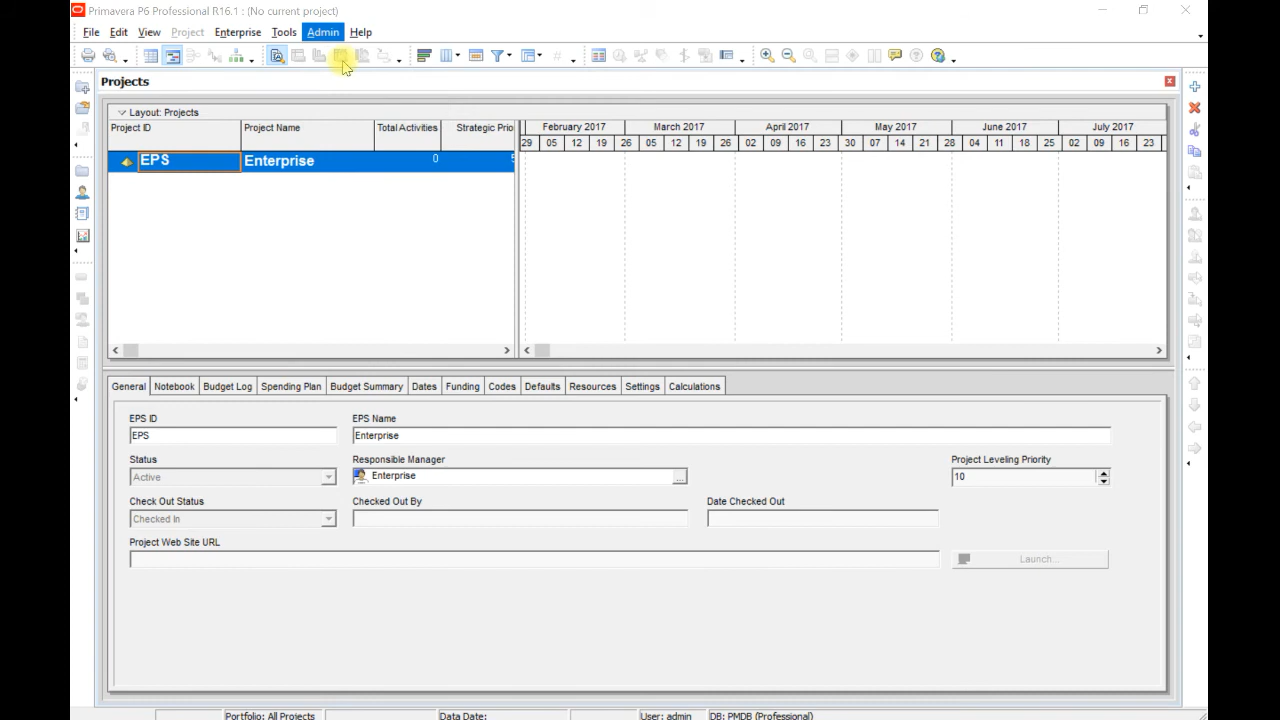 Primavera P6 Professional R16.1 : (No current project)
File Edit View Project Enterprise Tools Admin Help
Projects
Layout: Projects
Project ID Project Name Total Activities Strategic Prio
February 2017 March 2017 April 2017 May 2017 June 2017 July 2017
29 05 12 19 26 05 12 19 26 02 09 16 23 30 07 14 21 28 04 11 18 25 02 09 16 23
EPS Enterprise 0 5
General Notebook Budget Log Spending Plan Budget Summary Dates Funding Codes Defaults Resources Settings Calculations
EPS ID EPS Name
EPS Enterprise
Status Responsible Manager Project Leveling Priority
Active Enterprise ... 10
Check Out Status Checked Out By Date Checked Out
Checked In
Project Web Site URL
Launch...
Portfolio: All Projects Data Date: User: admin DB: PMDB (Professional)